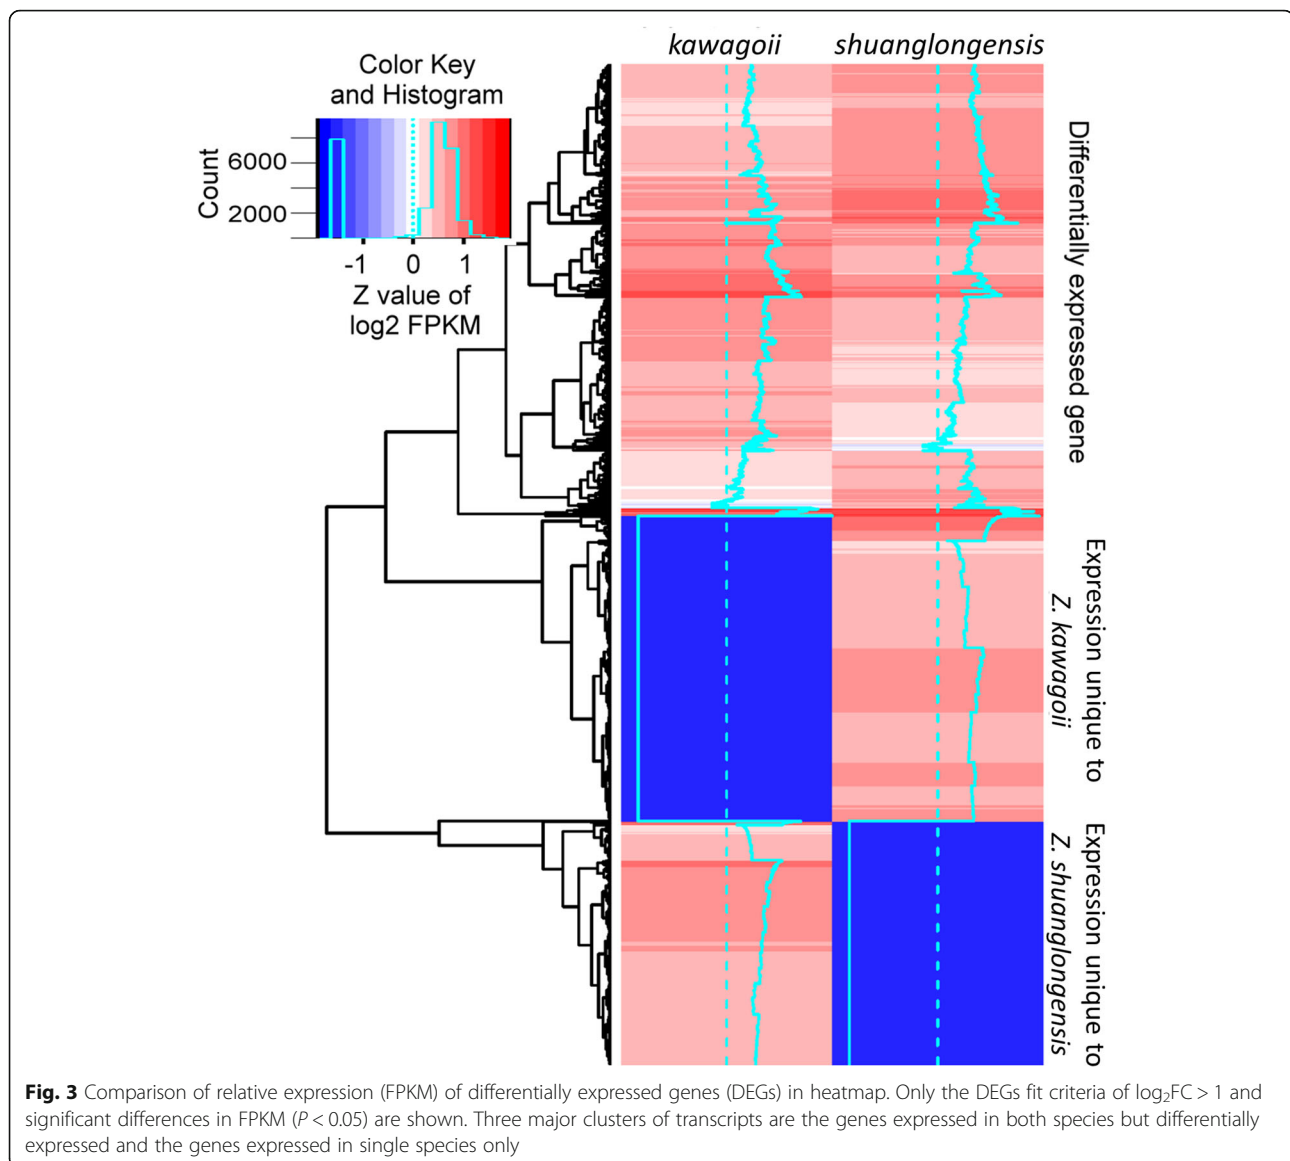 kawagoii shuanglongensis
Color Key
and Histogram
Count
6000
2000
-1 0 1
Z value of
log2 FPKM
Differentially expressed gene
Expression unique to
Z. kawagoii
Expression unique to
Z. shuanglongensis
Fig. 3 Comparison of relative expression (FPKM) of differentially expressed genes (DEGs) in heatmap. Only the DEGs fit criteria of log₂FC > 1 and
significant differences in FPKM (P < 0.05) are shown. Three major clusters of transcripts are the genes expressed in both species but differentially
expressed and the genes expressed in single species only